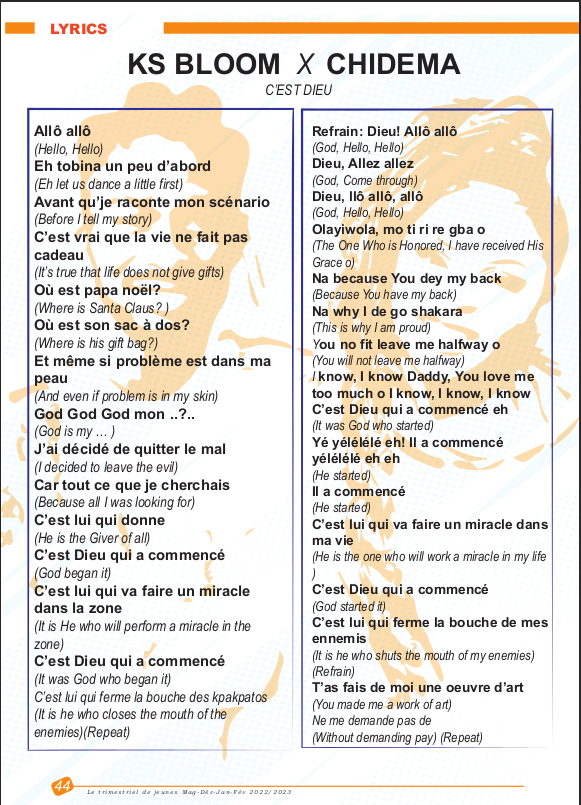 LYRICS
KS BLOOM X CHIDEMA
C'EST DIEU
Allô allô
(Hello, Hello)
Eh tobina un peu d'abord
(Eh let us dance a little first)
Avant qu'je raconte mon scénario
(Before I tell my story)
C'est vrai que la vie ne fait pas
cadeau
(It's true that life does not give gifts)
Où est papa noël?
(Where is Santa Claus? )
Où est son sac à dos?
(Where is his gift bag?)
Et même si problème est dans ma
peau
(And even if problem is in my skin)
God God God mon ..?..
(God is my … )
J'ai décidé de quitter le mal
(I decided to leave the evil)
Car tout ce que je cherchais
(Because all I was looking for)
C'est lui qui donne
(He is the Giver of all)
C'est Dieu qui a commencé
(God began it)
C'est lui qui va faire un miracle
dans la zone
(It is He who will perform a miracle in the
zone)
C'est Dieu qui a commencé
(It was God who began it)
C'est lui qui ferme la bouche des kpakpatos
(It is he who closes the mouth of the
enemies)(Repeat)
Refrain: Dieu! Allô allô
(God, Hello, Hello)
Dieu, Allez allez
(God, Come through)
Dieu, llô allô, allô
(God, Hello, Hello)
Olayiwola, mo ti ri re gba o
(The One Who is Honored, I have received His
Grace o)
Na because You dey my back
(Because You have my back)
Na why I de go shakara
(This is why I am proud)
You no fit leave me halfway o
(You will not leave me halfway)
I know, I know Daddy, You love me
too much o I know, I know, I know
C'est Dieu qui a commencé eh
(It was God who started)
Yé yélélélé eh! Il a commencé
yélélélé eh eh
(He started)
Il a commencé
(He started)
C'est lui qui va faire un miracle dans
ma vie
(He is the one who will work a miracle in my life
)
C'est Dieu qui a commencé
(God started it)
C'est lui qui ferme la bouche de mes
ennemis
(It is he who shuts the mouth of my enemies)
(Refrain)
T'as fais de moi une oeuvre d'art
(You made me a work of art)
Ne me demande pas de
(Without demanding pay) (Repeat)
44
Le trimestriel de jeunes Mag-Déc-Jan-Fév 2022/2023